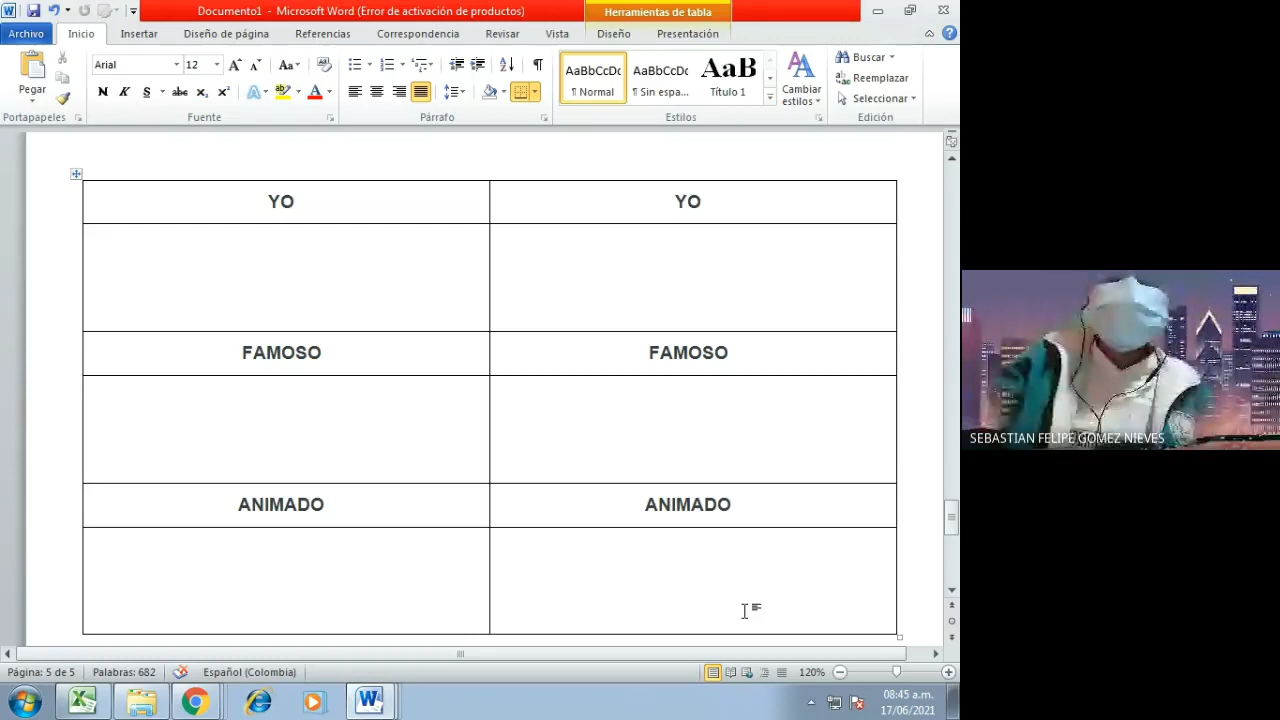 Documento1 - Microsoft Word (Error de activación de productos)
Herramientas de tabla
Archivo Inicio Insertar Diseño de página Referencias Correspondencia Revisar Vista Diseño Presentación
Pegar
Portapapeles
Arial 12
Fuente
Párrafo
AaBbCcDc AaBbCcDc AaB
¶ Normal ¶ Sin espa... Título 1
Cambiar estilos
Estilos
Buscar
Reemplazar
Seleccionar
Edición
YO YO
FAMOSO FAMOSO
ANIMADO ANIMADO
SEBASTIAN FELIPE GOMEZ NIEVES
Página: 5 de 5 Palabras: 682 Español (Colombia) 120%
08:45 a.m.
17/06/2021